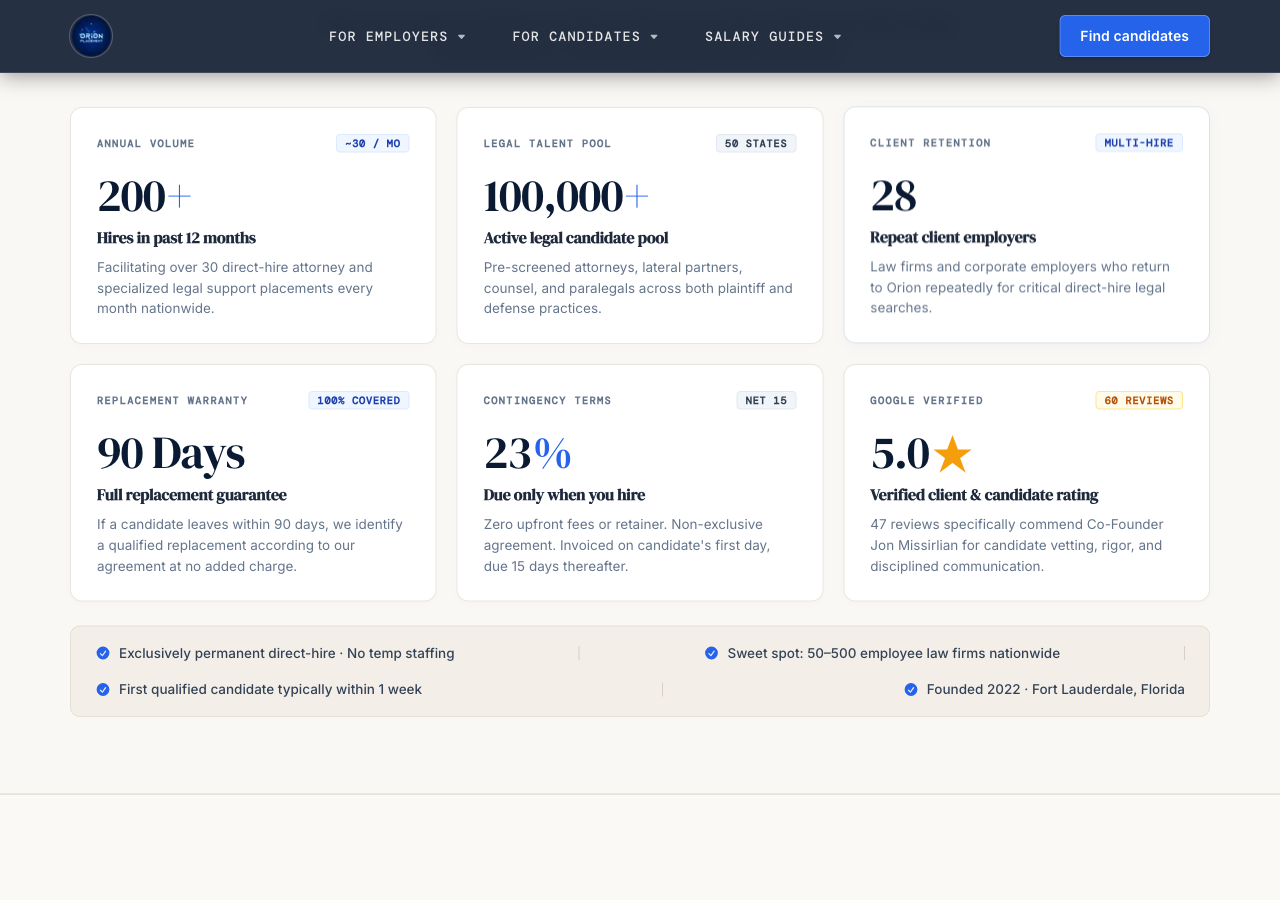 ORION
PLACEMENT
FOR EMPLOYERS
FOR CANDIDATES
SALARY GUIDES
Find candidates
ANNUAL VOLUME
~30 / MO
200+
Hires in past 12 months
Facilitating over 30 direct-hire attorney and
specialized legal support placements every
month nationwide.
LEGAL TALENT POOL
50 STATES
100,000+
Active legal candidate pool
Pre-screened attorneys, lateral partners,
counsel, and paralegals across both plaintiff and
defense practices.
CLIENT RETENTION
MULTI-HIRE
28
Repeat client employers
Law firms and corporate employers who return
to Orion repeatedly for critical direct-hire legal
searches.
REPLACEMENT WARRANTY
100% COVERED
90 Days
Full replacement guarantee
If a candidate leaves within 90 days, we identify
a qualified replacement according to our
agreement at no added charge.
CONTINGENCY TERMS
NET 15
23%
Due only when you hire
Zero upfront fees or retainer. Non-exclusive
agreement. Invoiced on candidate's first day,
due 15 days thereafter.
GOOGLE VERIFIED
60 REVIEWS
5.0★
Verified client & candidate rating
47 reviews specifically commend Co-Founder
Jon Missirlian for candidate vetting, rigor, and
disciplined communication.
Exclusively permanent direct-hire · No temp staffing
Sweet spot: 50–500 employee law firms nationwide
First qualified candidate typically within 1 week
Founded 2022 · Fort Lauderdale, Florida